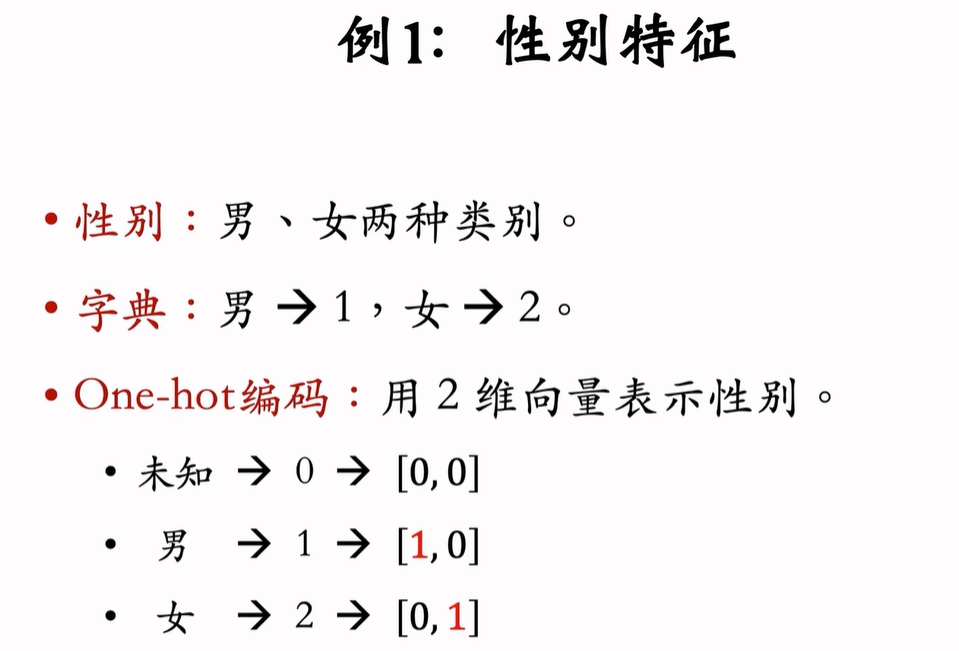 例1：性别特征
• 性别：男、女两种类别。
• 字典：男 → 1，女 → 2。
• One-hot编码：用 2 维向量表示性别。
• 未知 → 0 → [0,0]
• 男 → 1 → [1,0]
• 女 → 2 → [0,1]